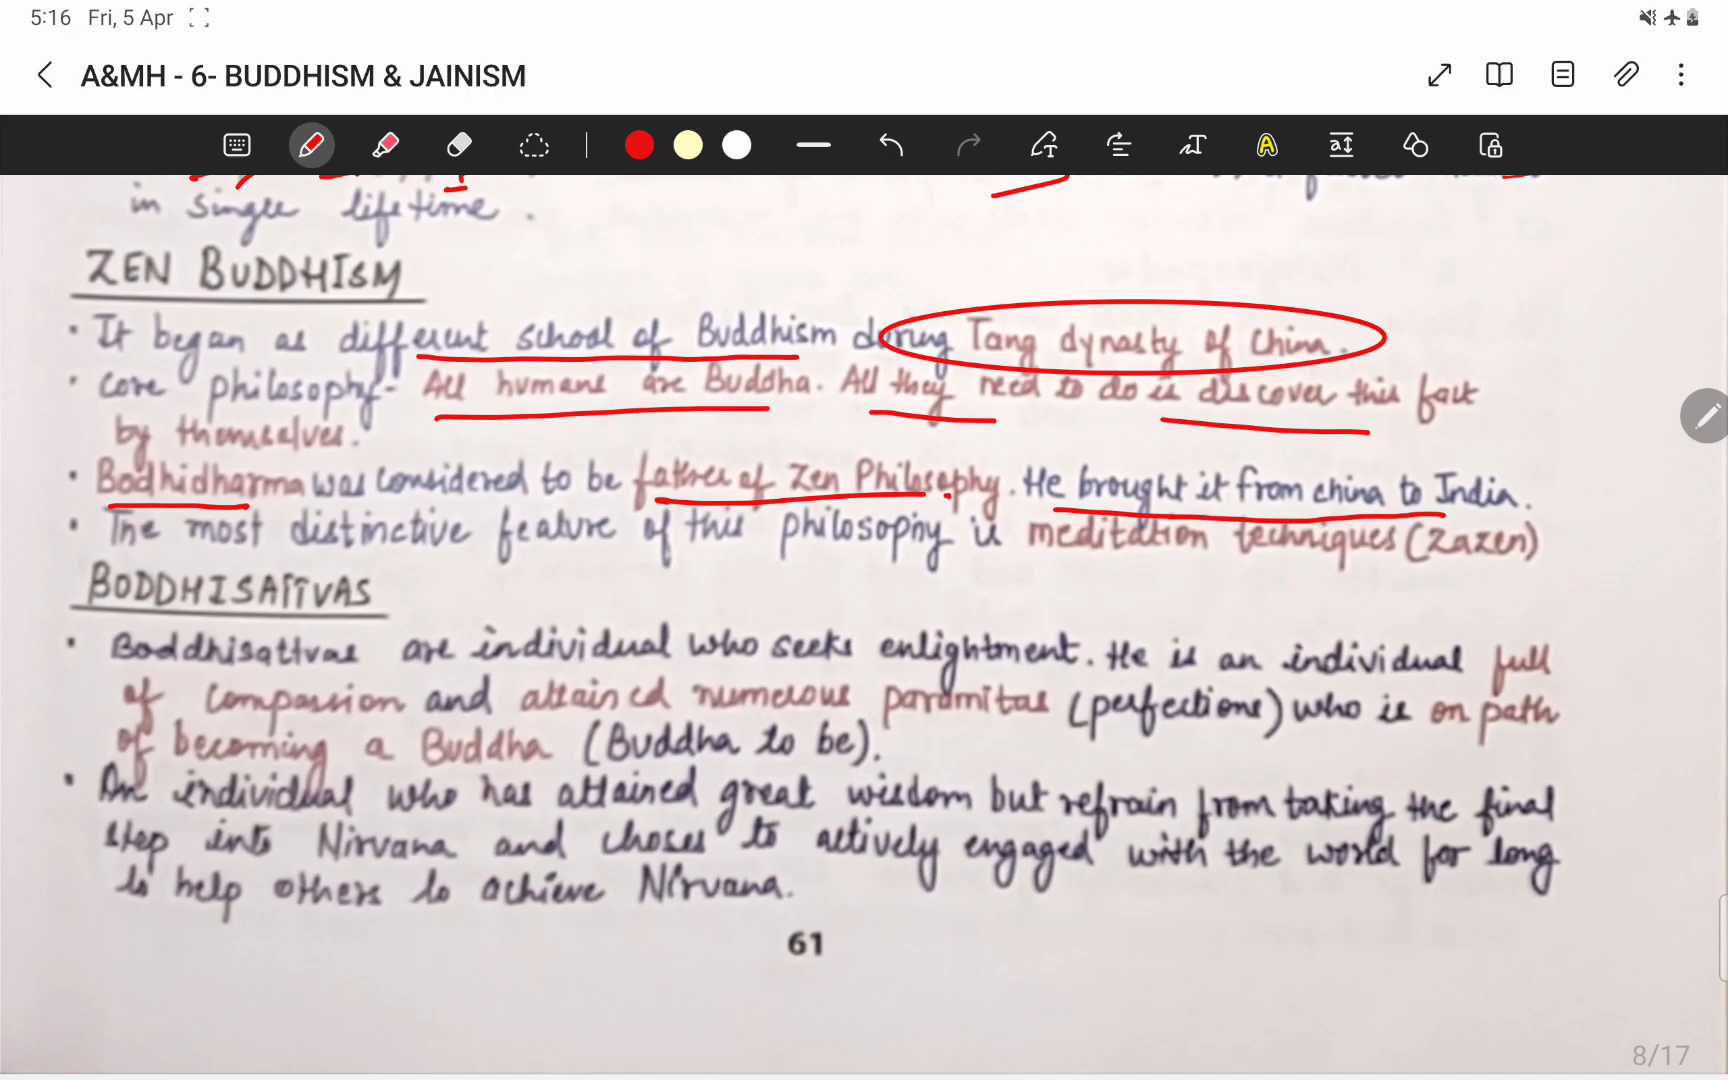 5:16 Fri, 5 Apr
A&MH - 6- BUDDHISM & JAINISM
in single lifetime.
ZEN BUDDHISM
• It began as different school of Buddhism during Tang dynasty of China.
• Core philosophy- All humans are Buddha. All they need to do is discover this fact
by themselves.
• Bodhidharma was considered to be father of Zen Philosophy. He brought it from china to India.
• The most distinctive feature of this philosophy is meditation techniques (Zazen)
BODDHISATTVAS
• Boddhisattvas are individual who seeks enlightment. He is an individual full
of compassion and attained numerous paramitas (perfections) who is on path
of becoming a Buddha (Buddha to be).
• An individual who has attained great wisdom but refrain from taking the final
step into Nirvana and choses to actively engaged with the world for long
to help others to achieve Nirvana.
61
8/17